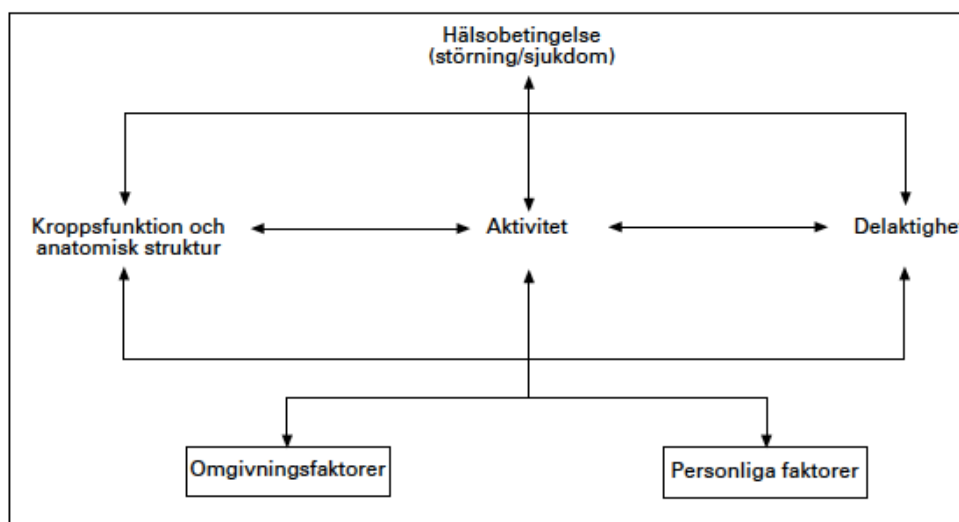 Hälsobetingelse
(störning/sjukdom)
Kroppsfunktion och
anatomisk struktur
Aktivitet
Delaktighet
Omgivningsfaktorer
Personliga faktorer